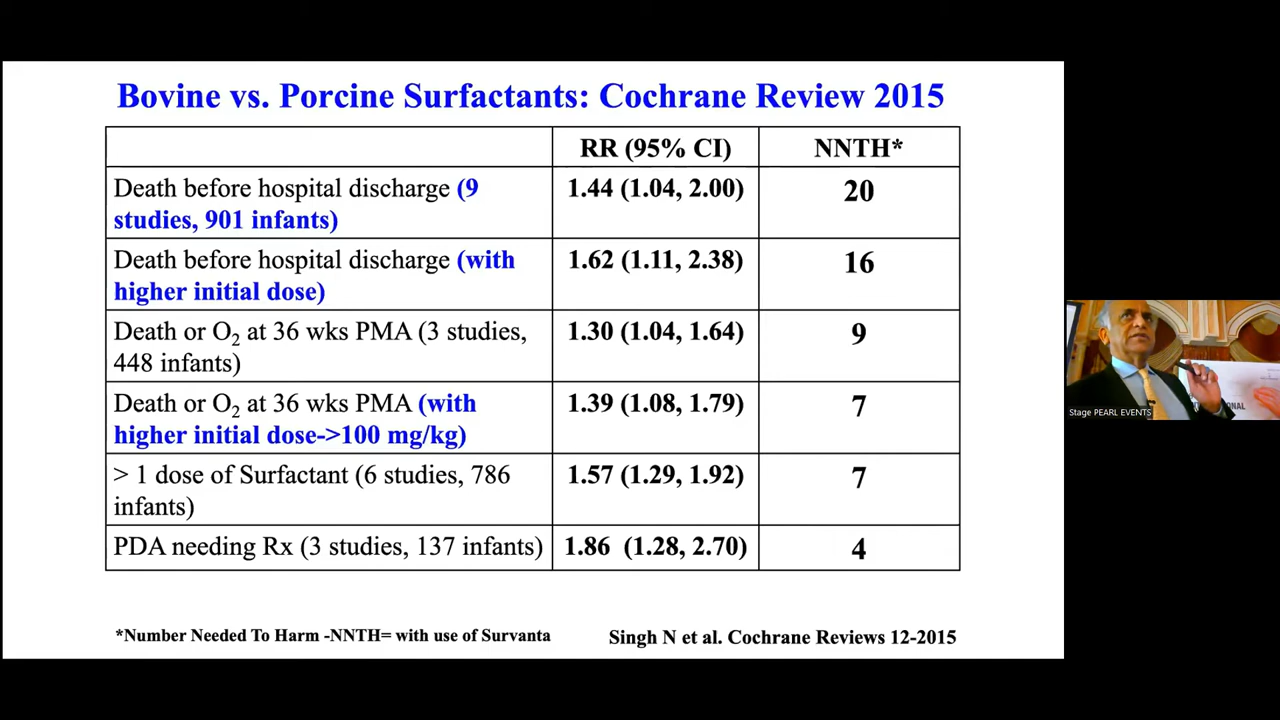 Bovine vs. Porcine Surfactants: Cochrane Review 2015
RR (95% CI)
NNTH*
Death before hospital discharge (9
studies, 901 infants)
1.44 (1.04, 2.00)
20
Death before hospital discharge (with
higher initial dose)
1.62 (1.11, 2.38)
16
Death or O₂ at 36 wks PMA (3 studies,
448 infants)
1.30 (1.04, 1.64)
9
Death or O₂ at 36 wks PMA (with
higher initial dose->100 mg/kg)
1.39 (1.08, 1.79)
7
> 1 dose of Surfactant (6 studies, 786
infants)
1.57 (1.29, 1.92)
7
PDA needing Rx (3 studies, 137 infants)
1.86 (1.28, 2.70)
4
*Number Needed To Harm -NNTH= with use of Survanta
Singh N et al. Cochrane Reviews 12-2015
Stage PEARL EVENTS